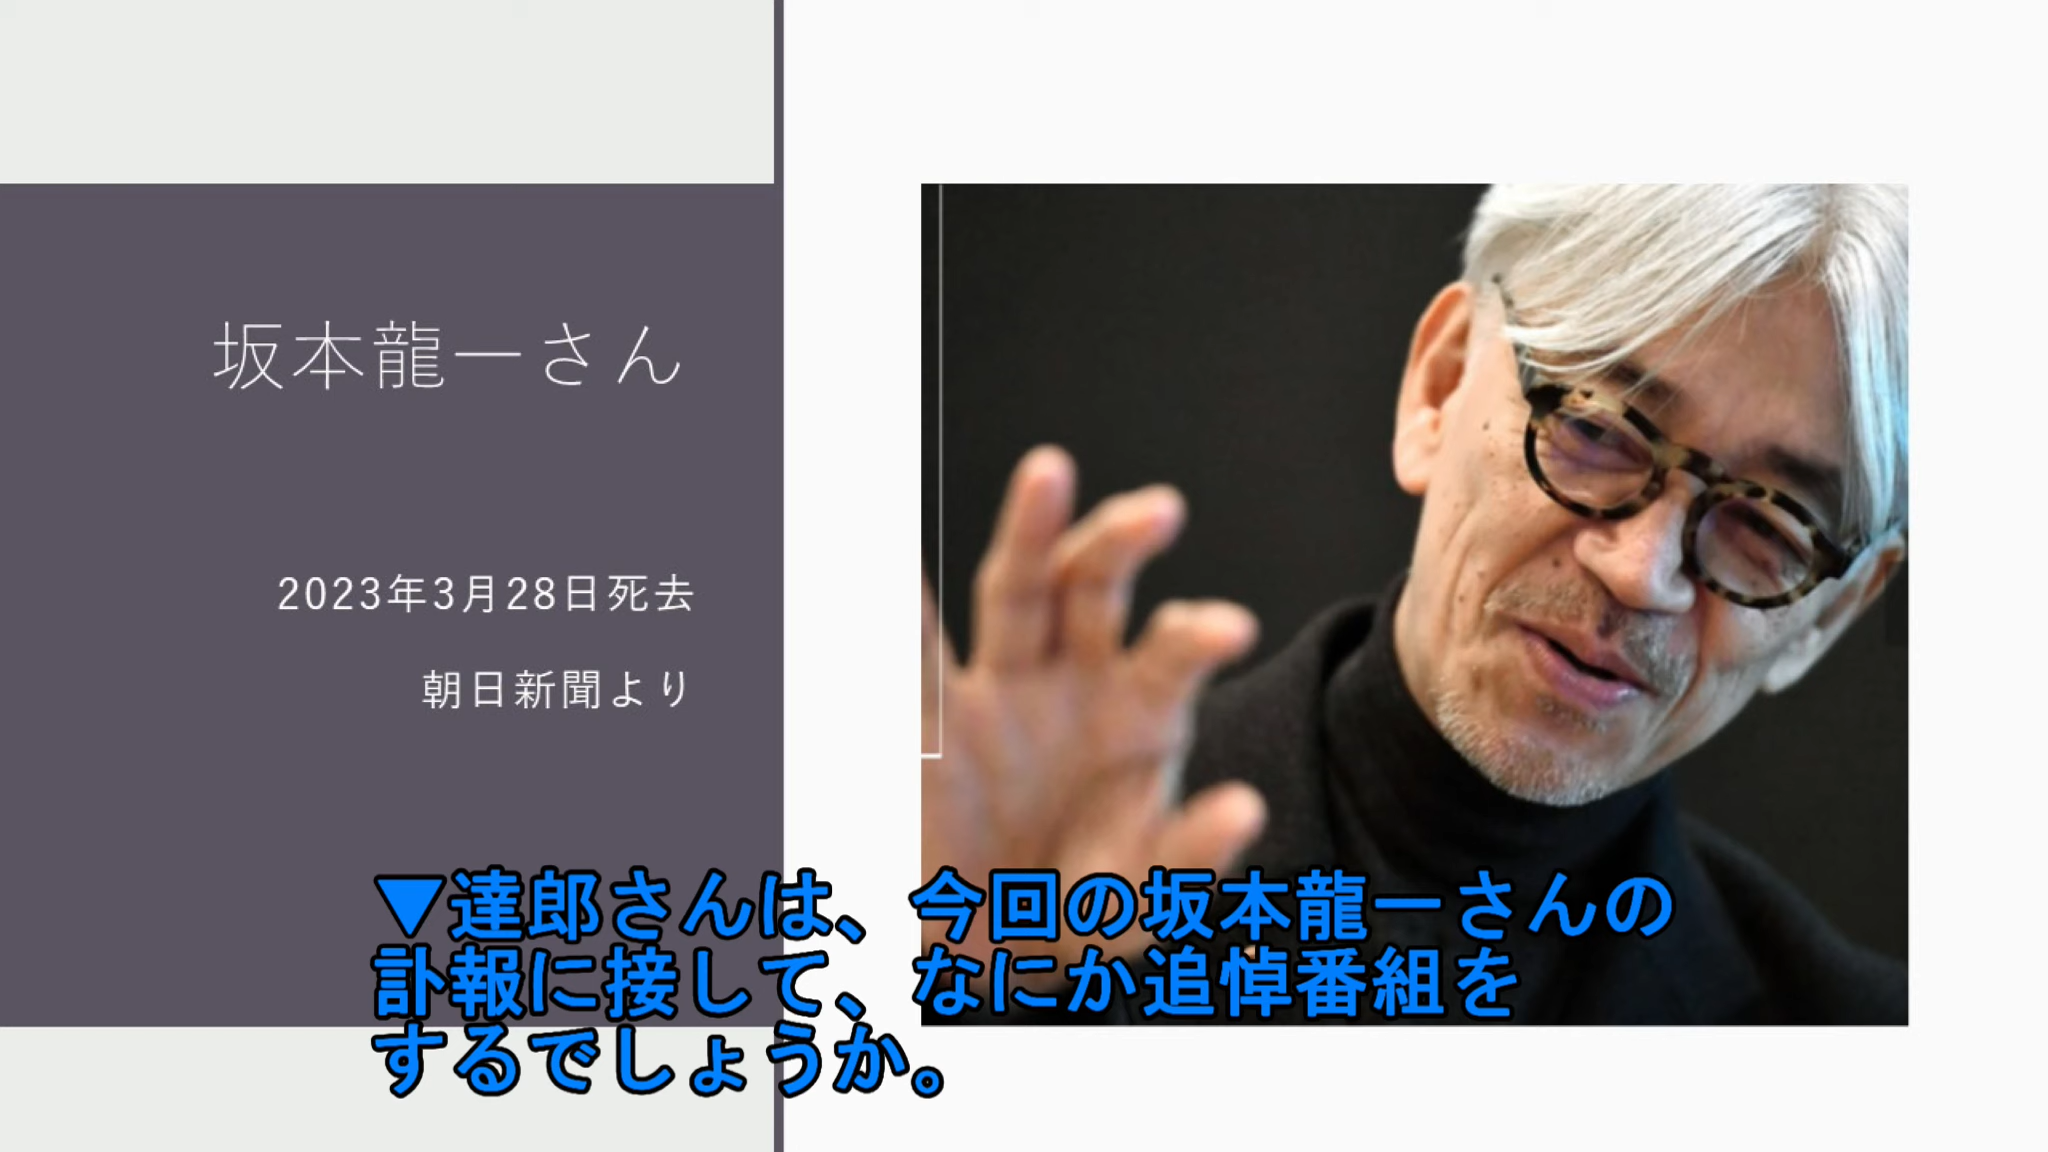 坂本龍一さん
2023年3月28日死去
朝日新聞より
▼達郎さんは、今回の坂本龍一さんの
訃報に接して、なにか追悼番組を
するでしょうか。